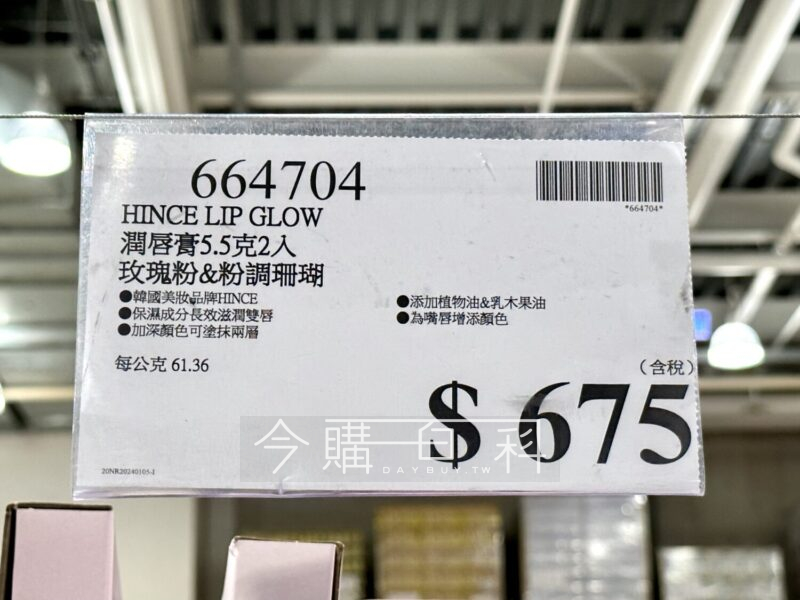 664704
*664704*
HINCE LIP GLOW
潤唇膏5.5克2入
玫瑰粉&粉調珊瑚
●韓國美妝品牌HINCE
●保濕成分長效滋潤雙唇
●加深顏色可塗抹兩層
●添加植物油&乳木果油
●為嘴唇增添顏色
每公克 61.36
(含稅)
$ 675
今購百科
DAYBUY.TW
20NR20240105-1